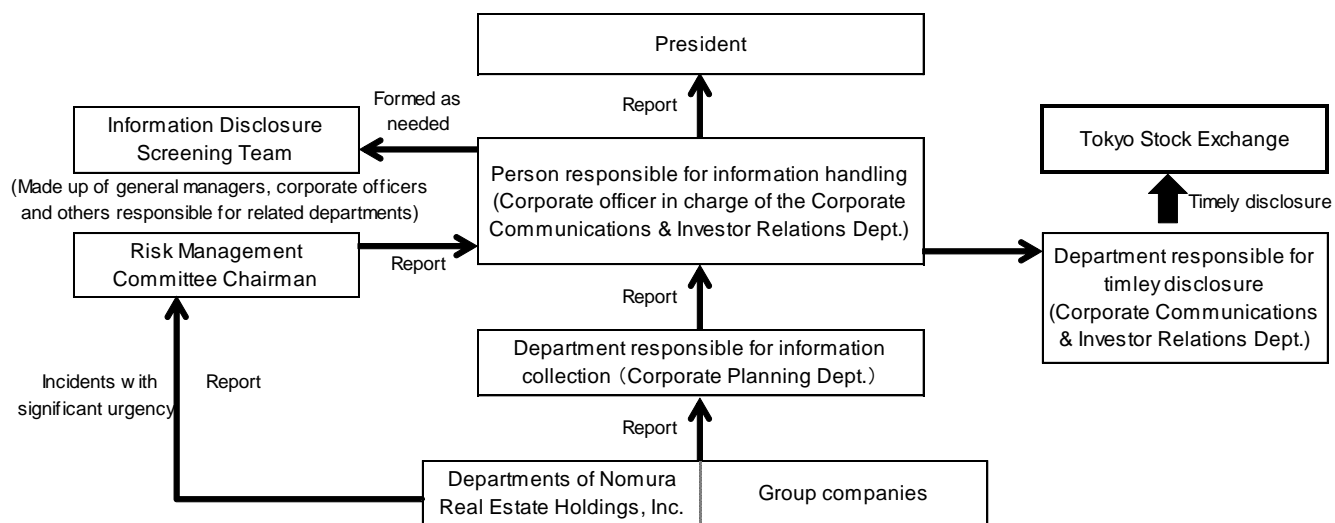 President
Report
Formed as
needed
Information Disclosure
Screening Team
(Made up of general managers, corporate officers
and others responsible for related departments)
Person responsible for information handling
(Corporate officer in charge of the Corporate
Communications & Investor Relations Dept.)
Tokyo Stock Exchange
Timely disclosure
Risk Management
Committee Chairman
Report
Department responsible for
timley disclosure
(Corporate Communications
& Investor Relations Dept.)
Report
Department responsible for information
collection（Corporate Planning Dept.）
Incidents with
significant urgency
Report
Report
Departments of Nomura
Real Estate Holdings, Inc.
Group companies